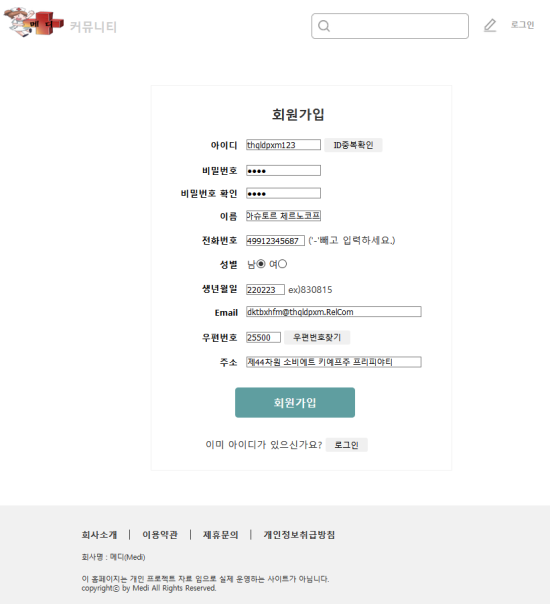 메디
커뮤니티
로그인
회원가입
아이디 thqldpxm123 ID중복확인
비밀번호 ●●●●
비밀번호 확인 ●●●●
이름 아슈토르 체르노코프
전화번호 49912345687 ('-'빼고 입력하세요.)
성별 남 여
생년월일 220223 ex)830815
Email dktbxhfm@thqldpxm.RelCom
우편번호 25500 우편번호찾기
주소 제44차원 소비에트 키예프주 프리피야티
회원가입
이미 아이디가 있으신가요? 로그인
회사소개 | 이용약관 | 제휴문의 | 개인정보취급방침
회사명 : 메디(Medi)
이 홈페이지는 개인 프로젝트 자료 임으로 실제 운영하는 사이트가 아닙니다.
copyrightⓒ by Medi All Rights Reserved.